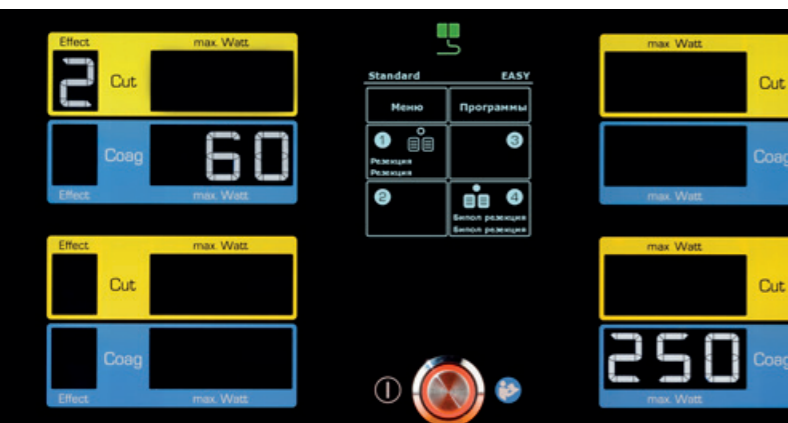 Effect max. Watt
2 Cut
Coag 60
Effect max. Watt
Effect max. Watt
Cut
Coag
Effect max. Watt
Standard EASY
Меню Программы
1 3
Резекция
Резекция
2 4
Бипол резекция
Бипол резекция
max. Watt
Cut
Coag
max. Watt
max. Watt
Cut
250 Coag
max. Watt